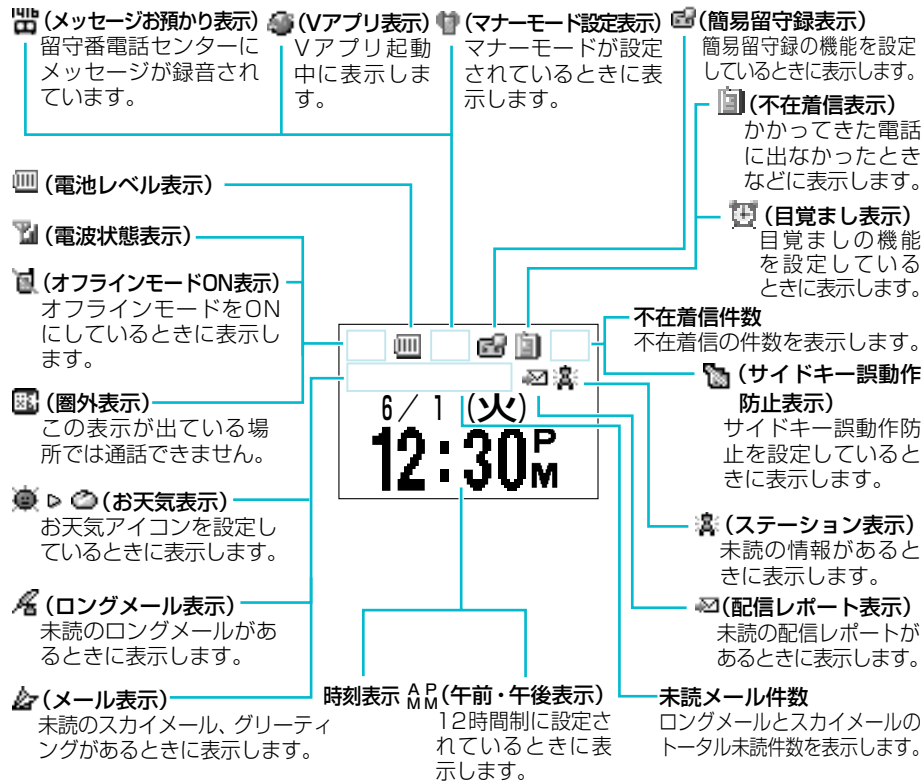 (メッセージお預かり表示)
留守番電話センターに
メッセージが録音され
ています。
(Vアプリ表示)
Vアプリ起動
中に表示しま
す。
(マナーモード設定表示)
マナーモードが設定
されているときに表
示します。
(簡易留守録表示)
簡易留守録の機能を設定
しているときに表示します。
(不在着信表示)
かかってきた電話
に出なかったとき
などに表示します。
(目覚まし表示)
目覚ましの機能
を設定している
ときに表示します。
(電池レベル表示)
(電波状態表示)
(オフラインモードON表示)
オフラインモードをON
にしているときに表示し
ます。
(圏外表示)
この表示が出ている場
所では通話できません。
(お天気表示)
お天気アイコンを設定し
ているときに表示します。
(ロングメール表示)
未読のロングメールがあ
るときに表示します。
(メール表示)
未読のスカイメール、グリーティ
ングがあるときに表示します。
6/ 1 (火)
12:30PM
不在着信件数
不在着信の件数を表示します。
(サイドキー誤動作
防止表示)
サイドキー誤動作防
止を設定していると
きに表示します。
(ステーション表示)
未読の情報があると
きに表示します。
(配信レポート表示)
未読の配信レポートが
あるときに表示します。
時刻表示 AM PM(午前・午後表示)
12時間制に設定さ
れているときに表
示します。
未読メール件数
ロングメールとスカイメールの
トータル未読件数を表示します。